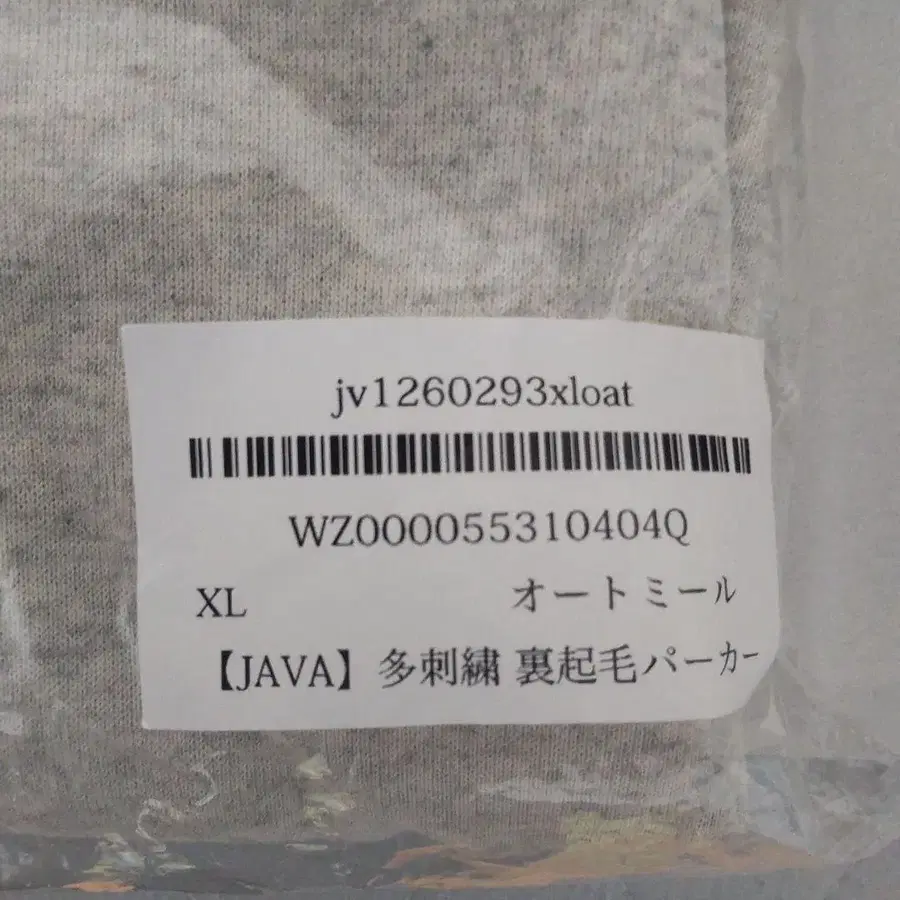 jv1260293xloat
WZ0000555310404Q
XL オートミール
【JAVA】多刺繍 裏起毛パーカー